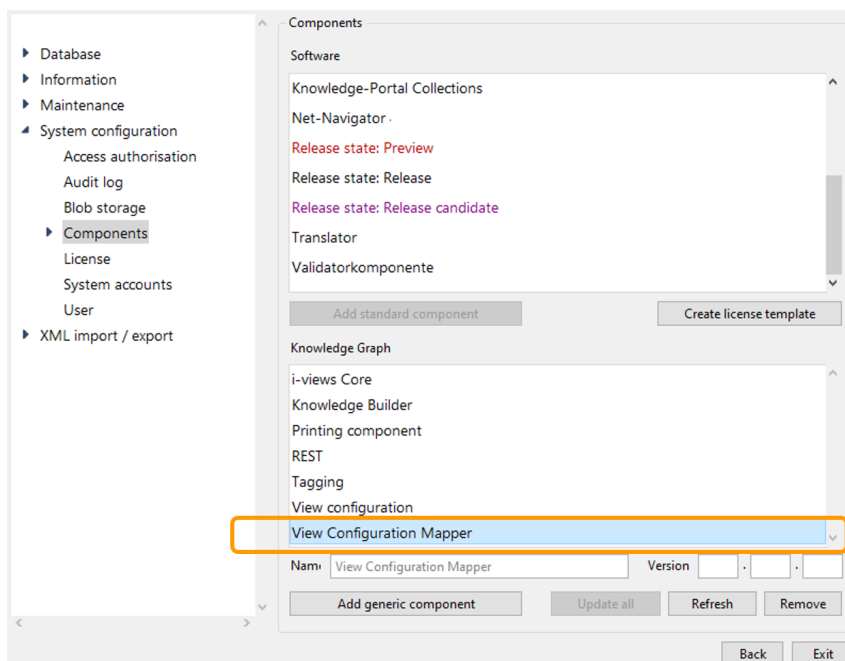 Database
Information
Maintenance
System configuration
Access authorisation
Audit log
Blob storage
Components
License
System accounts
User
XML import / export
Components
Software
Knowledge-Portal Collections
Net-Navigator
Release state: Preview
Release state: Release
Release state: Release candidate
Translator
Validatorkomponente
Add standard component
Create license template
Knowledge Graph
i-views Core
Knowledge Builder
Printing component
REST
Tagging
View configuration
View Configuration Mapper
Name View Configuration Mapper Version . .
Add generic component Update all Refresh Remove
Back Exit